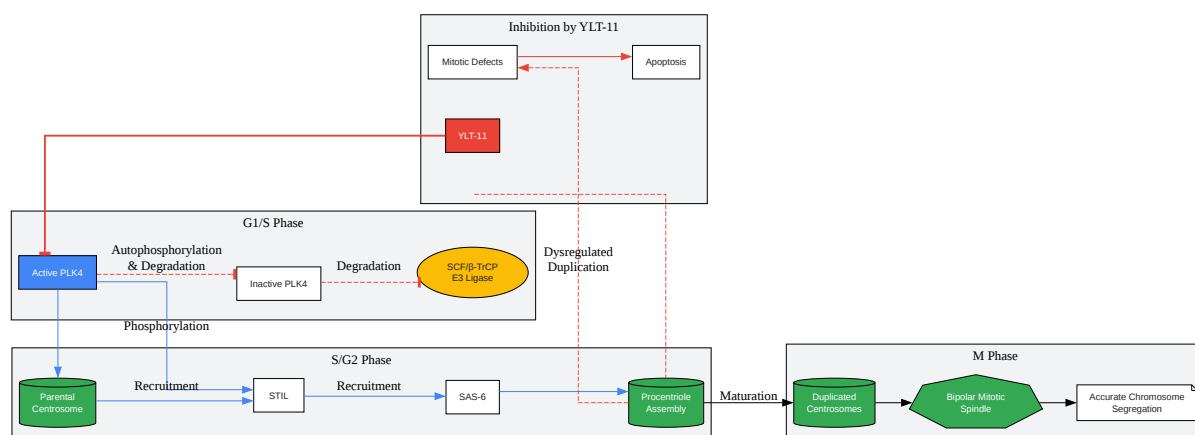 Inhibition by YLT-11
Mitotic Defects
Apoptosis
YLT-11
G1/S Phase
Active PLK4
Autophosphorylation
& Degradation
Inactive PLK4
Degradation
SCF/β-TrCP
E3 Ligase
Dysregulated
Duplication
Phosphorylation
S/G2 Phase
Parental
Centrosome
Recruitment
STIL
Recruitment
SAS-6
Procentriole
Assembly
Maturation
M Phase
Duplicated
Centrosomes
Bipolar Mitotic
Spindle
Accurate Chromosome
Segregation